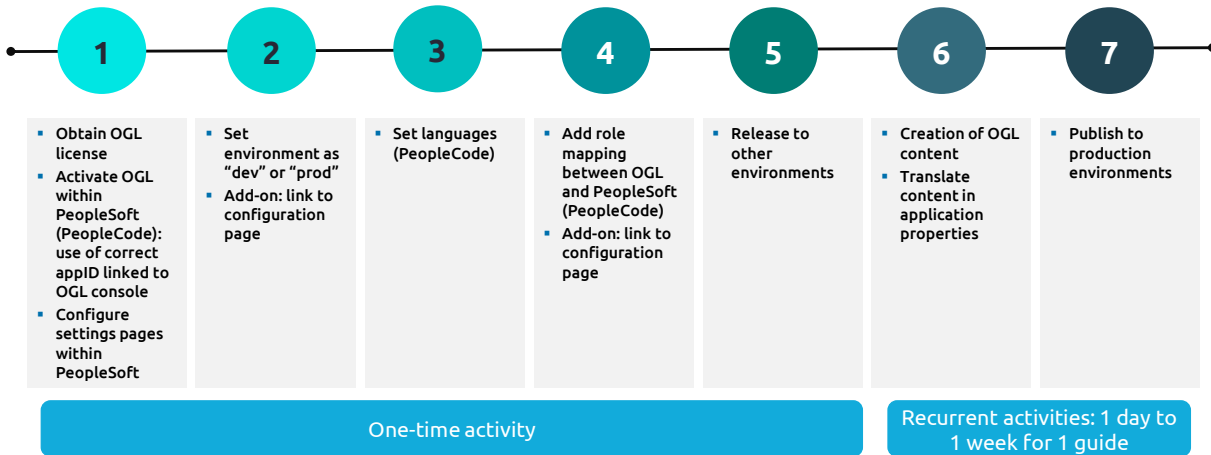 1
2
3
4
5
6
7
▪ Obtain OGL
license
▪ Activate OGL
within
PeopleSoft
(PeopleCode):
use of correct
appID linked to
OGL console
▪ Configure
settings pages
within
PeopleSoft
▪ Set
environment as
“dev” or “prod”
▪ Add-on: link to
configuration
page
▪ Set languages
(PeopleCode)
▪ Add role
mapping
between OGL
and PeopleSoft
(PeopleCode)
▪ Add-on: link to
configuration
page
▪ Release to
other
environments
▪ Creation of OGL
content
▪ Translate
content in
application
properties
▪ Publish to
production
environments
One-time activity
Recurrent activities: 1 day to
1 week for 1 guide